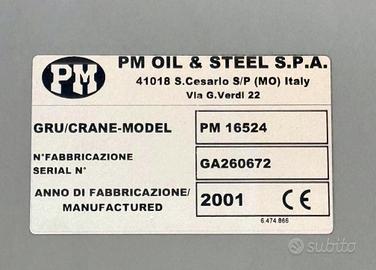 PM
PM OIL & STEEL S.P.A.
41018 S.Cesario S/P (MO) Italy
Via G.Verdi 22
GRU/CRANE-MODEL PM 16524
N°FABBRICAZIONE
SERIAL N° GA260672
ANNO DI FABBRICAZIONE/
MANUFACTURED 2001 CE
6.474.866
subito